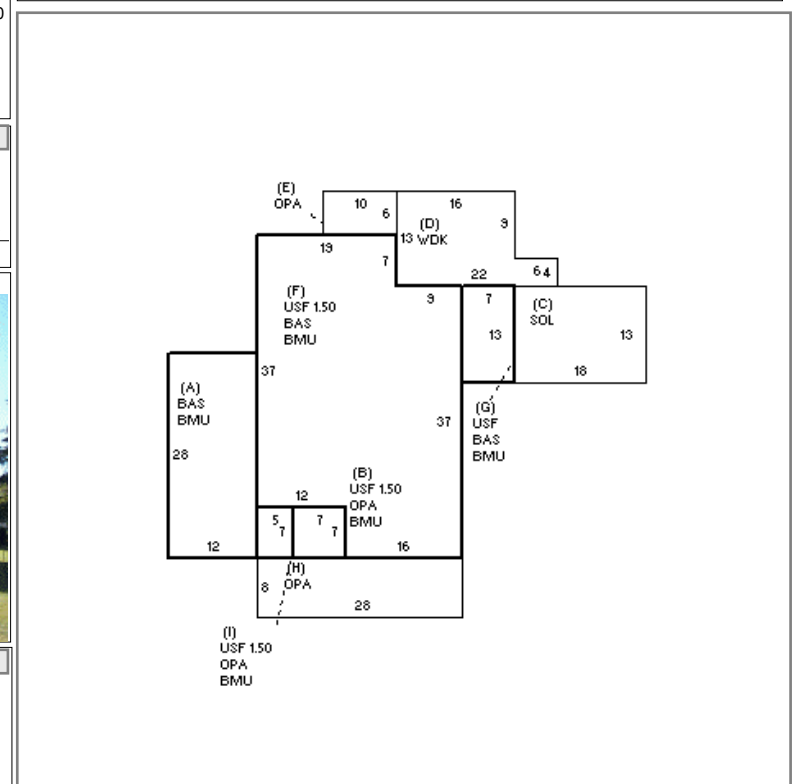 0
(E)
OPA
10
6
16
(D)
13 WDK
9
19
7
22
6 4
(F)
USF 1.50
BAS
BMU
9
7
(C)
SOL
13
13
37
18
(A)
BAS
BMU
37
(G)
USF
BAS
BMU
28
(B)
USF 1.50
OPA
BMU
12
5
7
7
7
12
16
(H)
OPA
8
28
(I)
USF 1.50
OPA
BMU